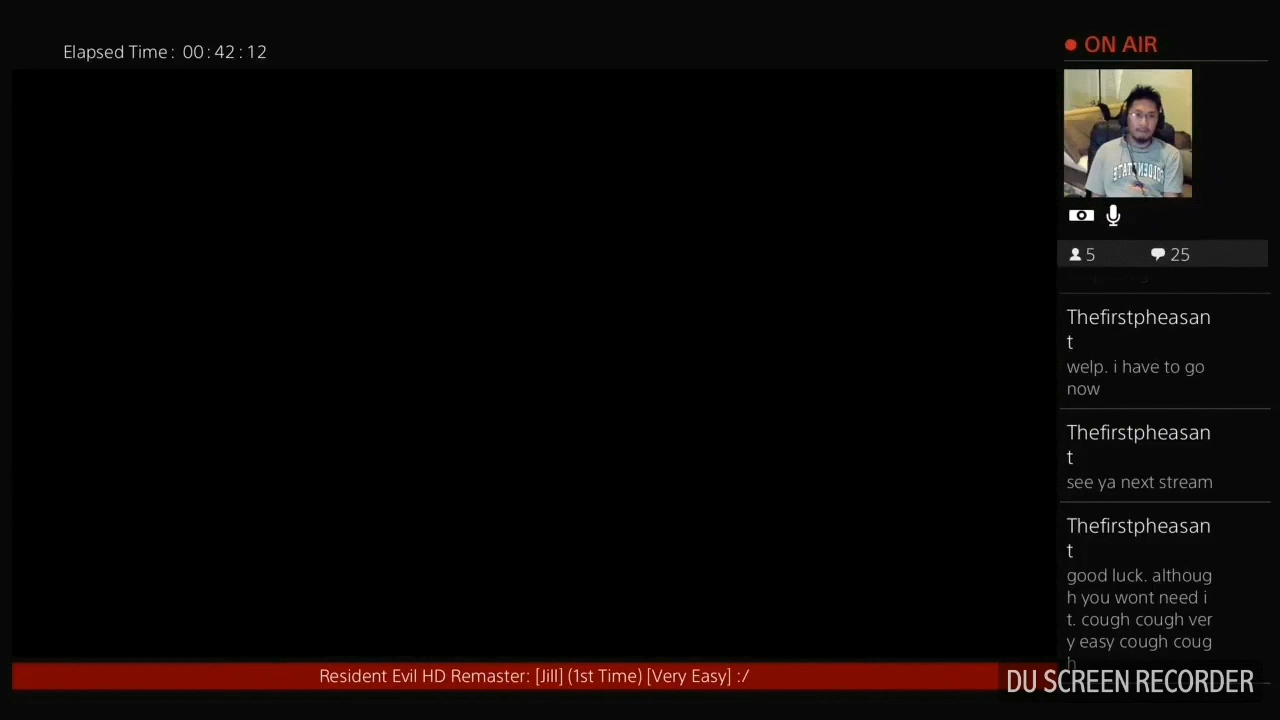 Elapsed Time: 00:42:12
ON AIR
5 25
Thefirstpheasan
t
welp. i have to go
now
Thefirstpheasan
t
see ya next stream
Thefirstpheasan
t
good luck. althoug
h you wont need i
t. cough cough ver
y easy cough coug
h
Resident Evil HD Remaster: [Jill] (1st Time) [Very Easy] :/
DU SCREEN RECORDER